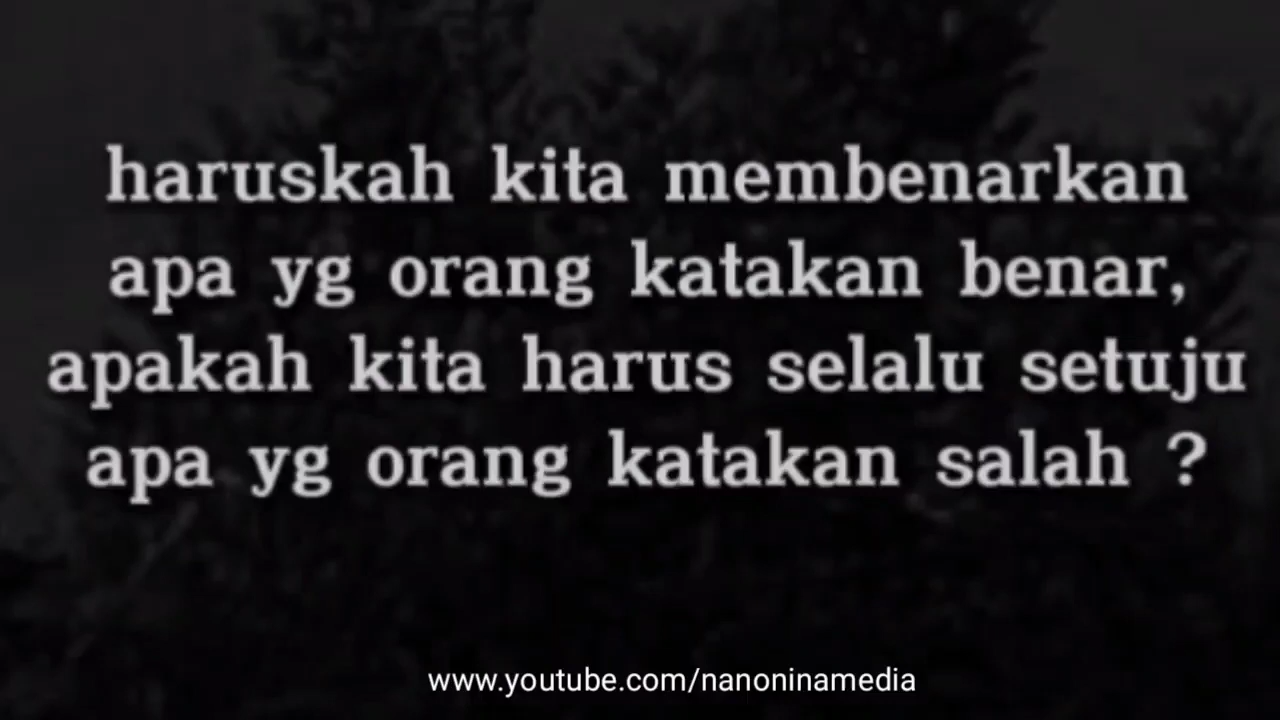 haruskah kita membenarkan
apa yg orang katakan benar,
apakah kita harus selalu setuju
apa yg orang katakan salah ?
www.youtube.com/nanoninamedia